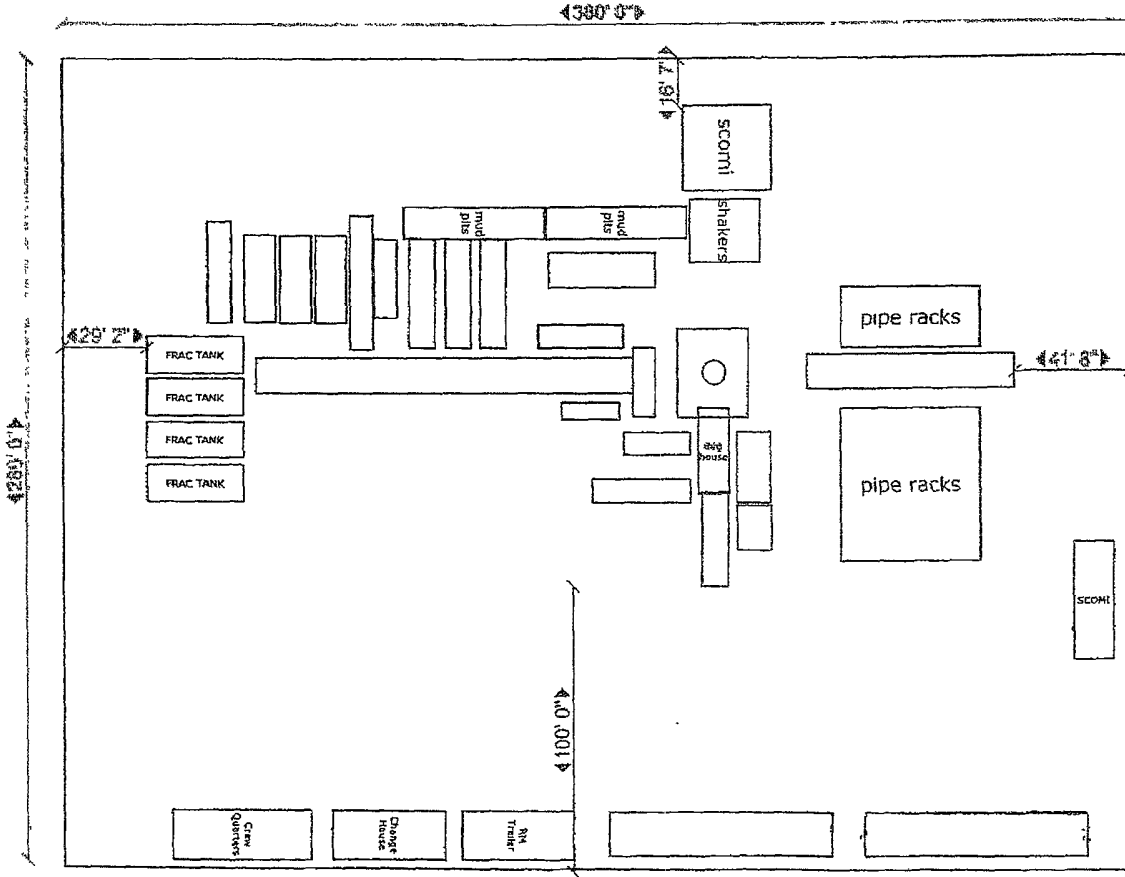 380' 0"
16' 7"
scomi
shakers
mud
pits
mud
pits
pipe racks
29' 2"
FRAC TANK
41' 8"
FRAC TANK
280' 0"
FRAC TANK
dog
house
FRAC TANK
pipe racks
SCOMI
100' 0"
Crew
Quarters
Change
House
RM
Trailer